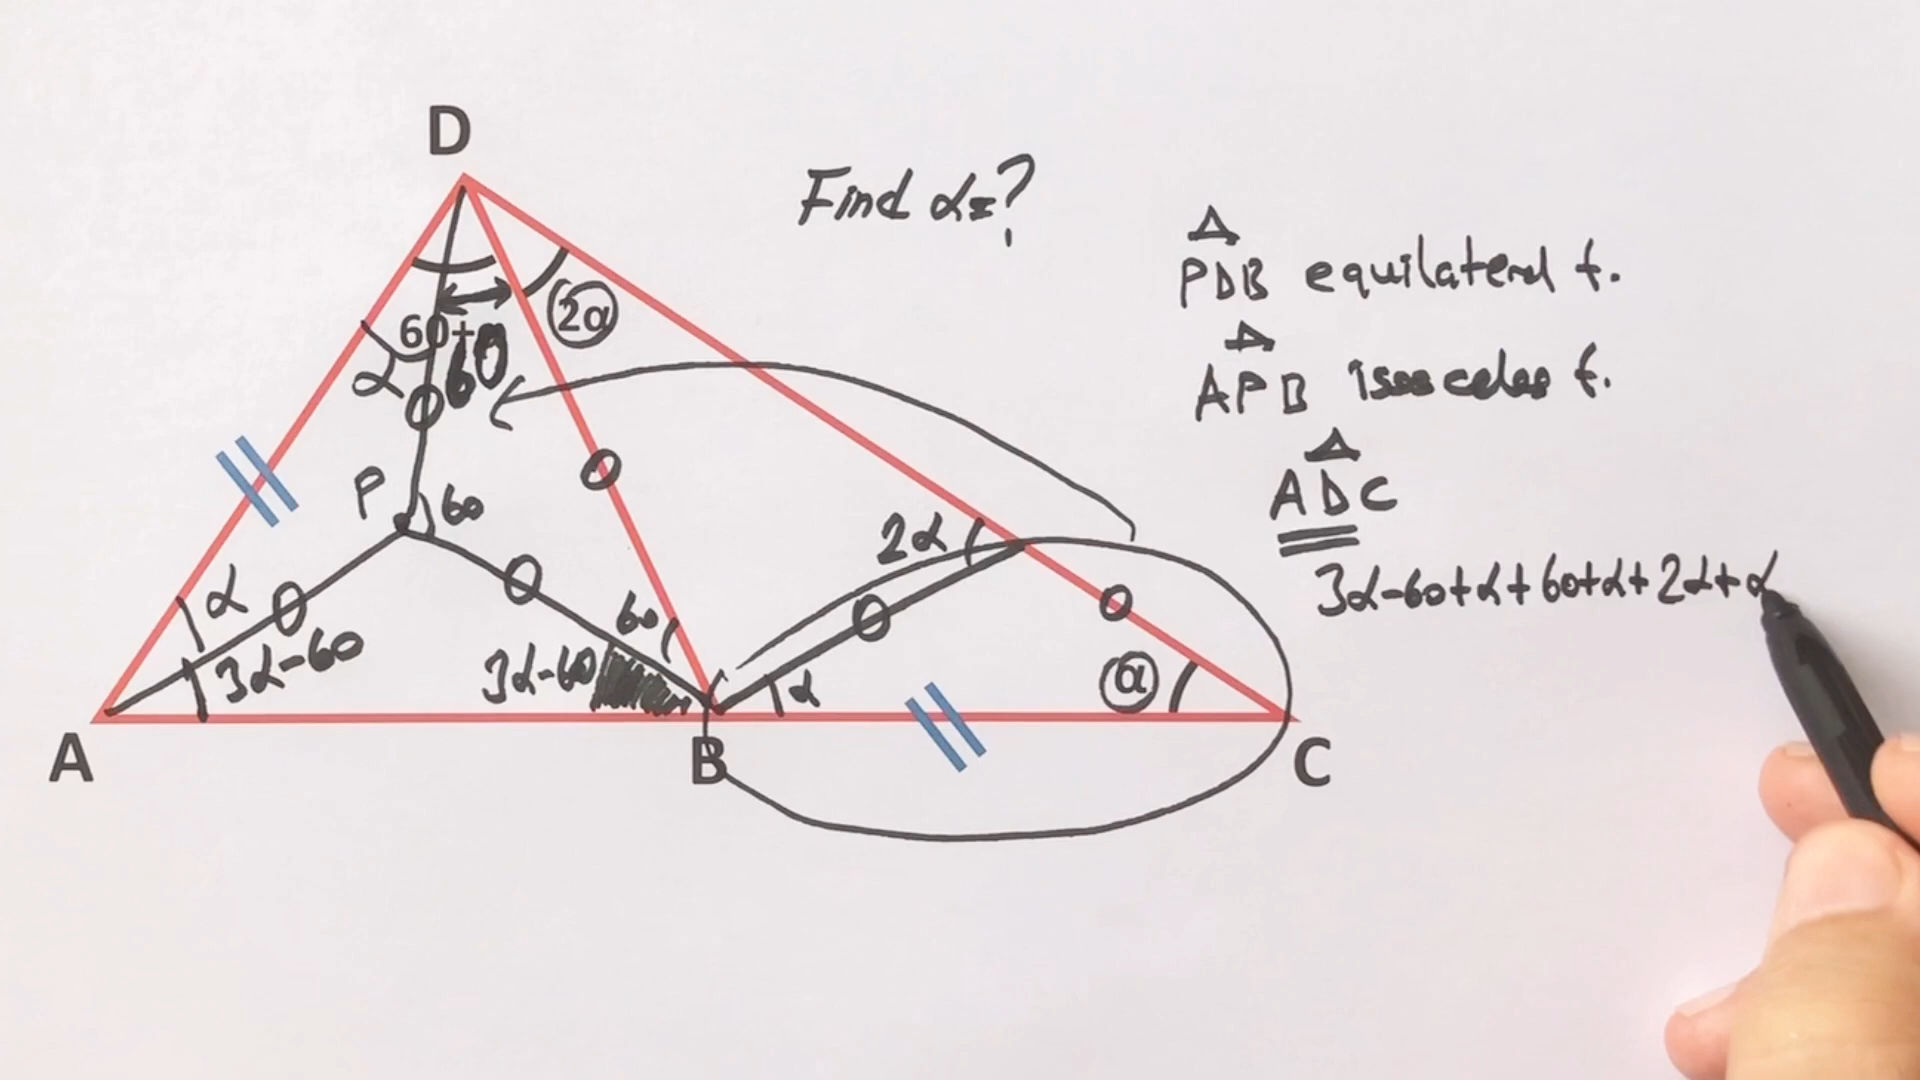 D
Find α=?
PDB equilateral t.
60+
2α
60
α
APB isosceles t.
ADC
P
60
2α
3α-60+α+60+α+2α+α
α
60
3α-60
3α-60
α
α
A
B
C